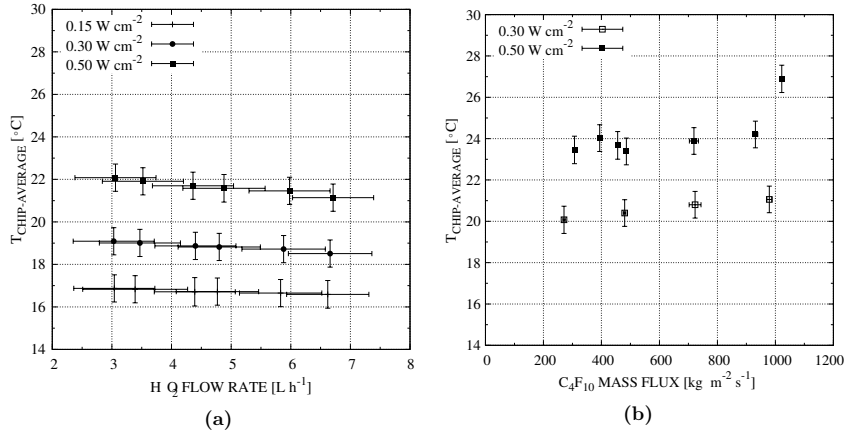 30
28
26
24
22
20
18
16
14
T_CHIP-AVERAGE [°C]
0.15 W cm⁻²
0.30 W cm⁻²
0.50 W cm⁻²
2 3 4 5 6 7 8
H O₂ FLOW RATE [L h⁻¹]
(a)
30
28
26
24
22
20
18
16
14
T_CHIP-AVERAGE [°C]
0.30 W cm⁻²
0.50 W cm⁻²
0 200 400 600 800 1000 1200
C₄F₁₀ MASS FLUX [kg m⁻² s⁻¹]
(b)